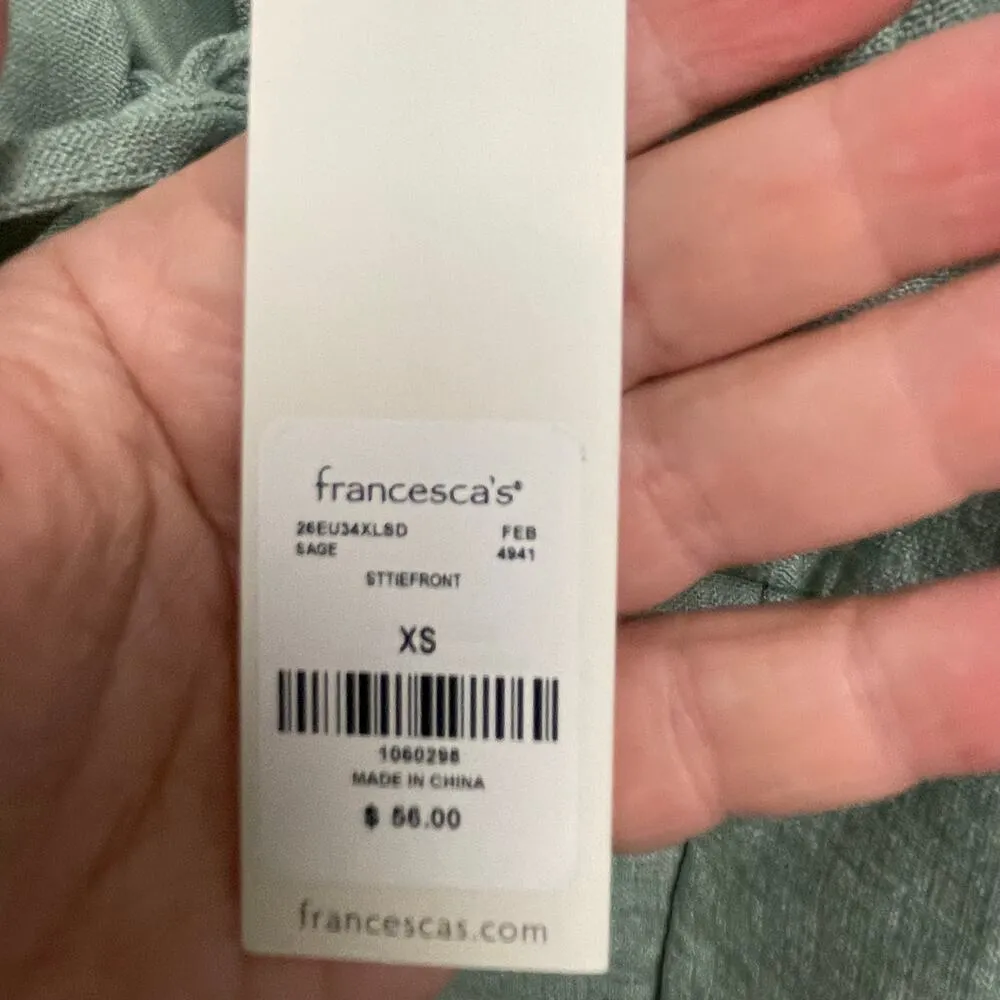 francesca's®
26EU34XLSD FEB
SAGE 4941
STTIEFRONT
XS
1060298
MADE IN CHINA
$ 56.00
francescas.com